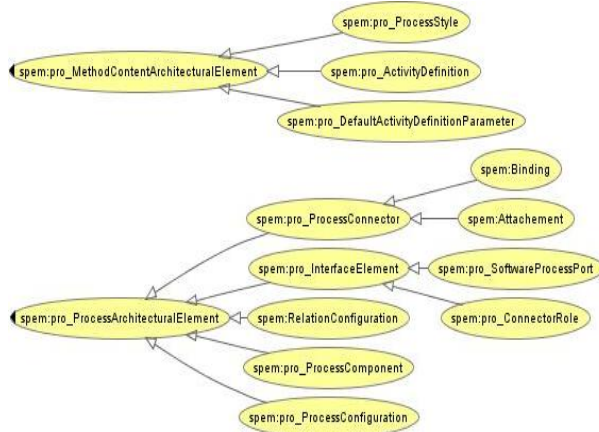 spem:pro_ProcessStyle
spem:pro_MethodContentArchitecturalElement
spem:pro_ActivityDefinition
spem:pro_DefaultActivityDefinitionParameter
spem:Binding
spem:pro_ProcessConnector
spem:Attachement
spem:pro_InterfaceElement
spem:pro_SoftwareProcessPort
spem:pro_ProcessArchitecturalElement
spem:RelationConfiguration
spem:pro_ConnectorRole
spem:pro_ProcessComponent
spem:pro_ProcessConfiguration